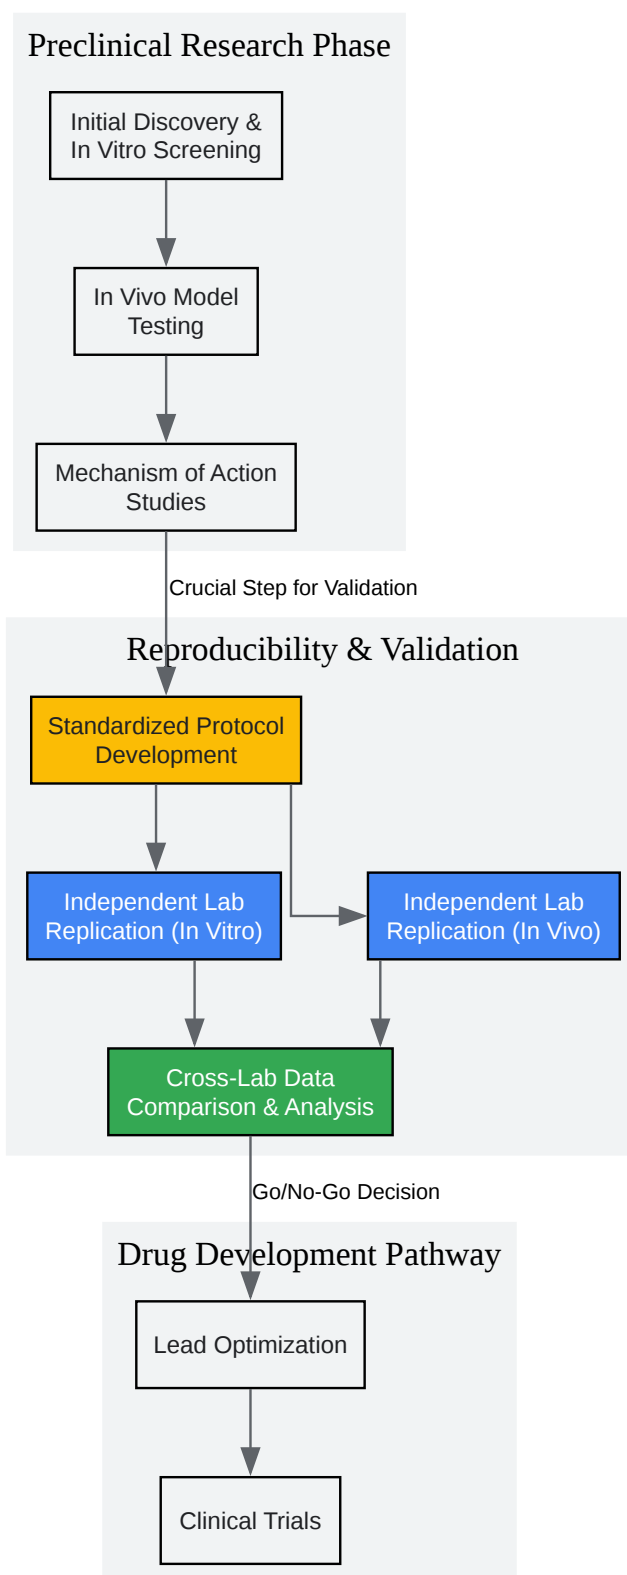 Preclinical Research Phase
Initial Discovery &
In Vitro Screening
In Vivo Model
Testing
Mechanism of Action
Studies
Crucial Step for Validation
Reproducibility & Validation
Standardized Protocol
Development
Independent Lab
Replication (In Vitro)
Independent Lab
Replication (In Vivo)
Cross-Lab Data
Comparison & Analysis
Go/No-Go Decision
Drug Development Pathway
Lead Optimization
Clinical Trials